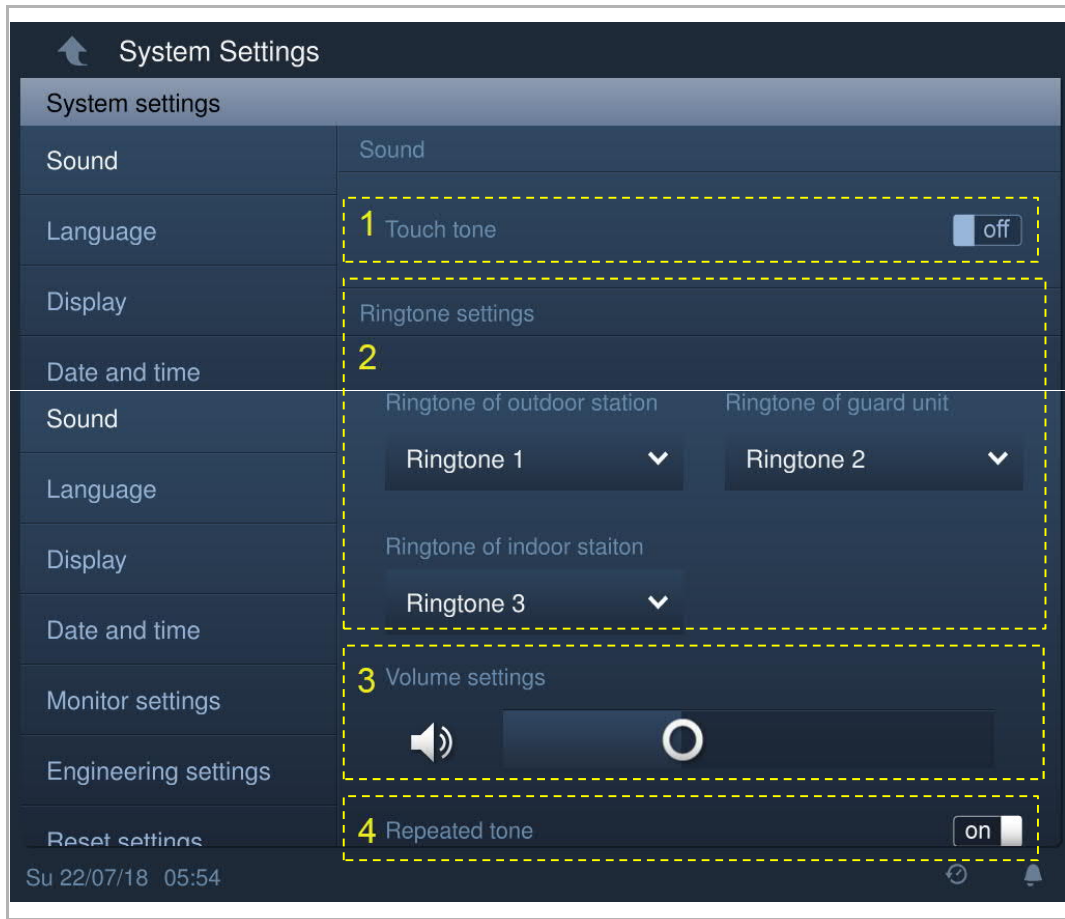 System Settings
System settings
Sound
Language
Display
Date and time
Sound
Language
Display
Date and time
Monitor settings
Engineering settings
Reset settings
Sound
1 Touch tone off
Ringtone settings
2
Ringtone of outdoor station Ringtone of guard unit
Ringtone 1 Ringtone 2
Ringtone of indoor staiton
Ringtone 3
3 Volume settings
4 Repeated tone on
Su 22/07/18 05:54